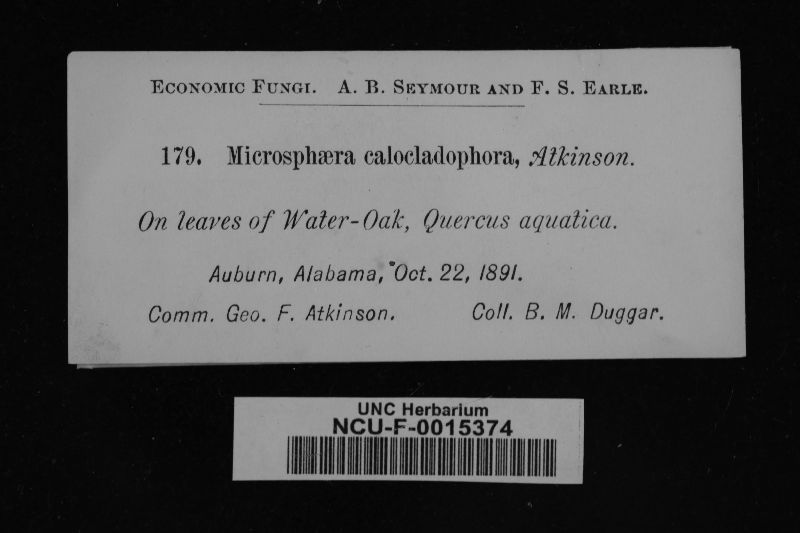 Economic Fungi. A. B. Seymour and F. S. Earle.
179. Microsphæra calocladophora, Atkinson.
On leaves of Water-Oak, Quercus aquatica.
Auburn, Alabama, Oct. 22, 1891.
Comm. Geo. F. Atkinson. Coll. B. M. Duggar.
UNC Herbarium
NCU-F-0015374